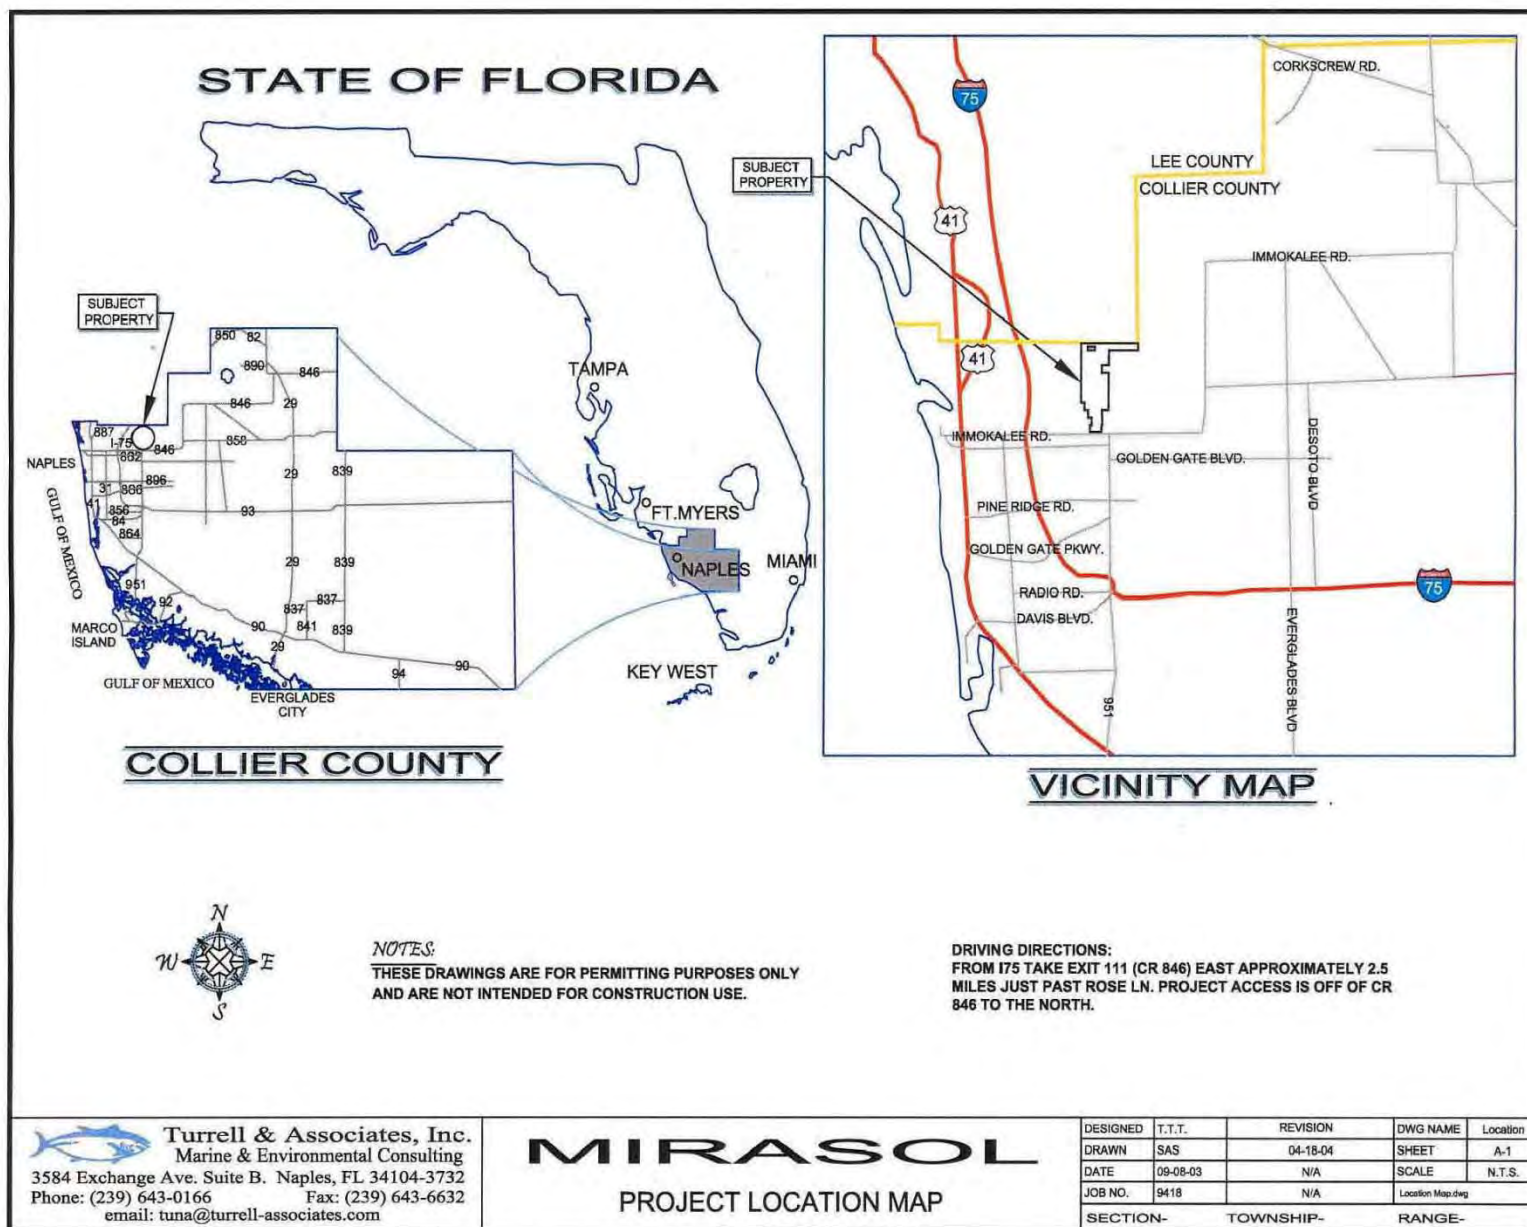 STATE OF FLORIDA
SUBJECT
PROPERTY
850
82
890
846
846
29
887
I-75
846
858
862
NAPLES
896
29
839
31
886
41
856
93
84
864
GULF OF MEXICO
29
839
951
92
837
837
MARCO
ISLAND
90
841
839
29
94
90
GULF OF MEXICO
EVERGLADES
CITY
COLLIER COUNTY
TAMPA
FT.MYERS
NAPLES
MIAMI
KEY WEST
75
CORKSCREW RD.
SUBJECT
PROPERTY
LEE COUNTY
COLLIER COUNTY
41
IMMOKALEE RD.
41
IMMOKALEE RD.
GOLDEN GATE BLVD.
DESOTO BLVD
PINE RIDGE RD.
GOLDEN GATE PKWY.
75
RADIO RD.
DAVIS BLVD.
EVERGLADES BLVD
951
VICINITY MAP
N
W E
S
NOTES:
THESE DRAWINGS ARE FOR PERMITTING PURPOSES ONLY
AND ARE NOT INTENDED FOR CONSTRUCTION USE.
DRIVING DIRECTIONS:
FROM I75 TAKE EXIT 111 (CR 846) EAST APPROXIMATELY 2.5
MILES JUST PAST ROSE LN. PROJECT ACCESS IS OFF OF CR
846 TO THE NORTH.
Turrell & Associates, Inc.
Marine & Environmental Consulting
3584 Exchange Ave. Suite B. Naples, FL 34104-3732
Phone: (239) 643-0166 Fax: (239) 643-6632
email: tuna@turrell-associates.com
MIRASOL
PROJECT LOCATION MAP
DESIGNED T.T.T. REVISION DWG NAME Location
DRAWN SAS 04-18-04 SHEET A-1
DATE 09-08-03 N/A SCALE N.T.S.
JOB NO. 9418 N/A Location Map.dwg
SECTION- TOWNSHIP- RANGE-